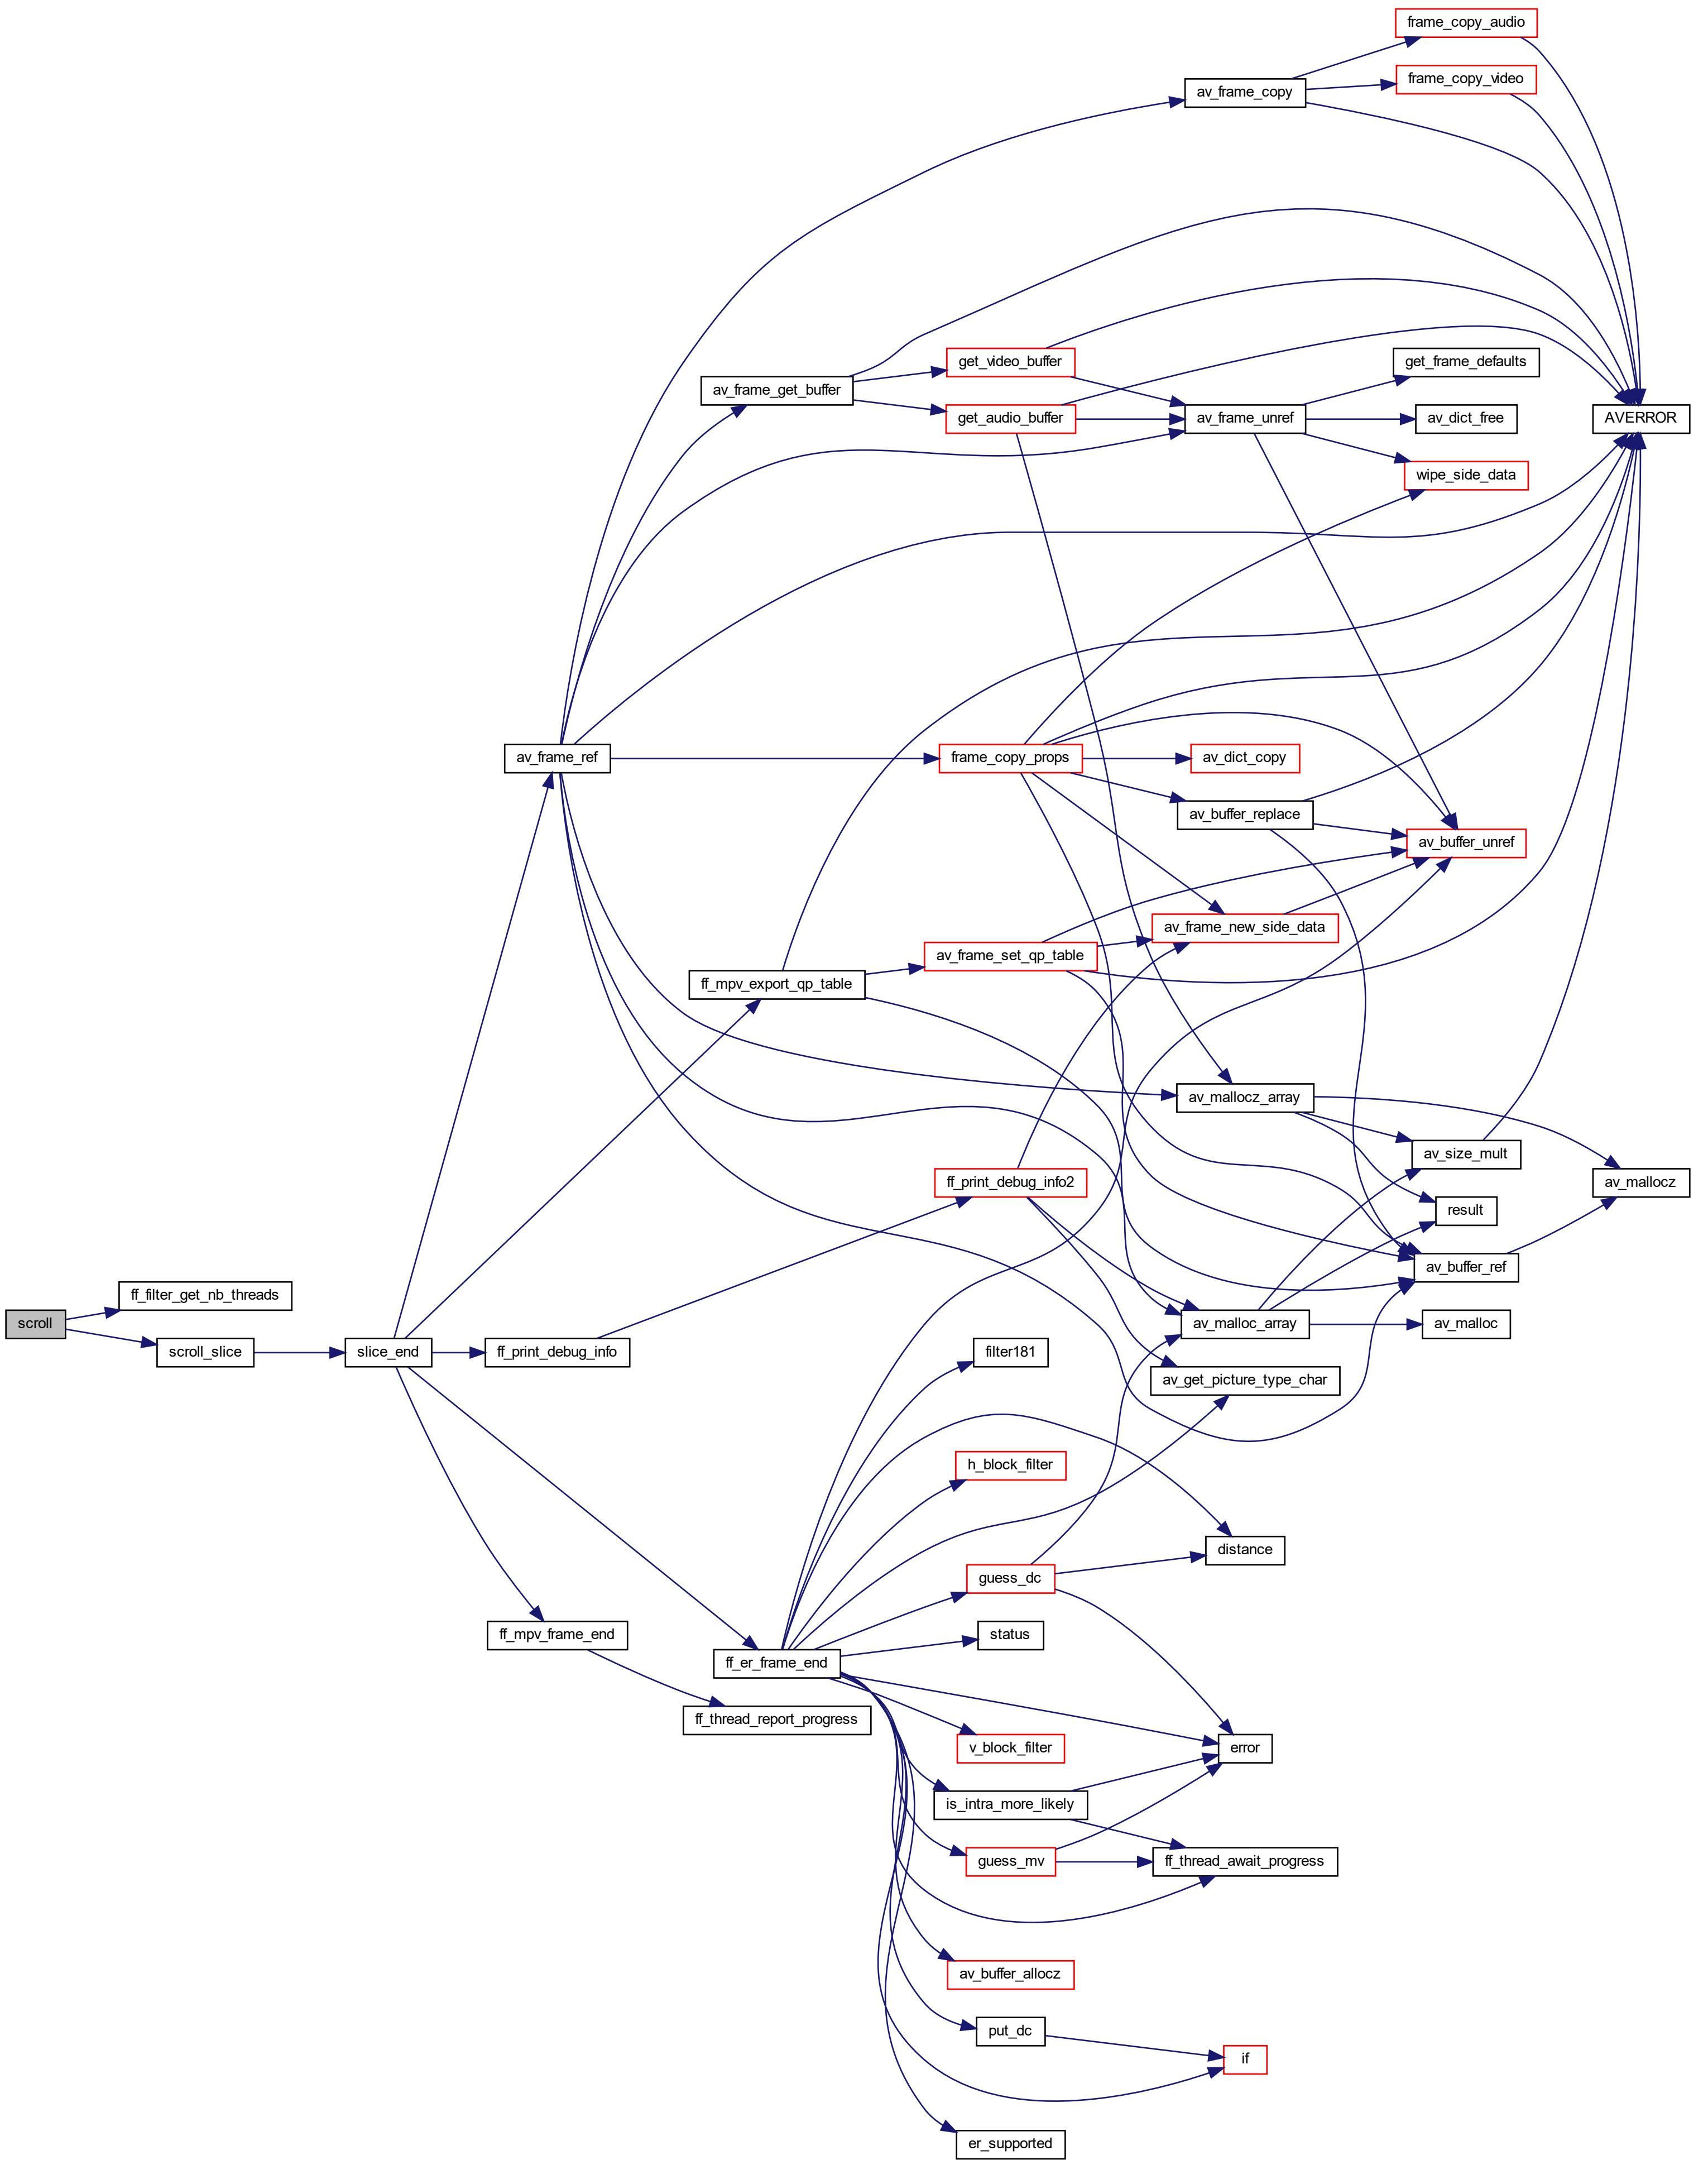 frame_copy_audio
frame_copy_video
av_frame_copy
get_video_buffer
get_frame_defaults
av_frame_get_buffer
get_audio_buffer
av_frame_unref
av_dict_free
AVERROR
wipe_side_data
av_frame_ref
frame_copy_props
av_dict_copy
av_buffer_replace
av_buffer_unref
av_frame_new_side_data
av_frame_set_qp_table
ff_mpv_export_qp_table
av_mallocz_array
av_size_mult
ff_print_debug_info2
av_mallocz
result
av_buffer_ref
ff_filter_get_nb_threads
scroll
av_malloc_array
av_malloc
scroll_slice
slice_end
ff_print_debug_info
filter181
av_get_picture_type_char
h_block_filter
distance
guess_dc
ff_mpv_frame_end
status
ff_er_frame_end
ff_thread_report_progress
v_block_filter
error
is_intra_more_likely
guess_mv
ff_thread_await_progress
av_buffer_allocz
put_dc
if
er_supported